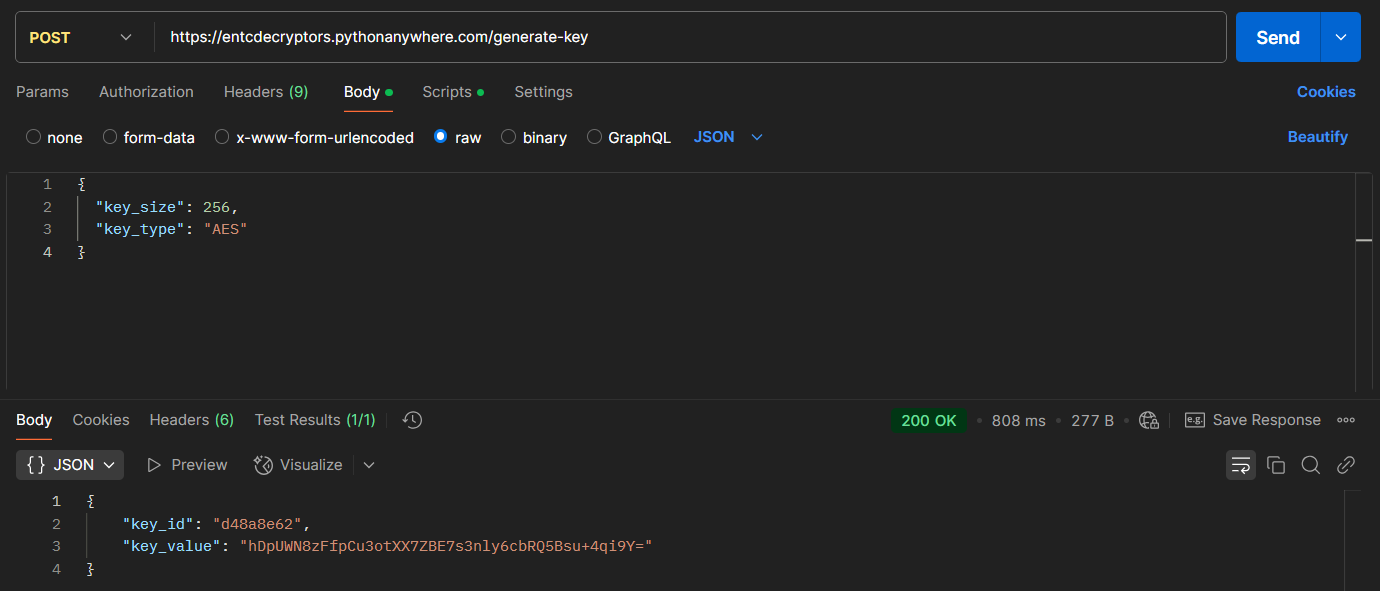 POST https://entcdecryptors.pythonanywhere.com/generate-key Send
Params Authorization Headers (9) Body Scripts Settings Cookies
none form-data x-www-form-urlencoded raw binary GraphQL JSON Beautify
1 {
2 "key_size": 256,
3 "key_type": "AES"
4 }
Body Cookies Headers (6) Test Results (1/1) 200 OK • 808 ms • 277 B • e.g. Save Response
{} JSON Preview Visualize
1 {
2 "key_id": "d48a8e62",
3 "key_value": "hDpUWN8zFfpCu3otXX7ZBE7s3nly6cbRQ5Bsu+4qi9Y="
4 }